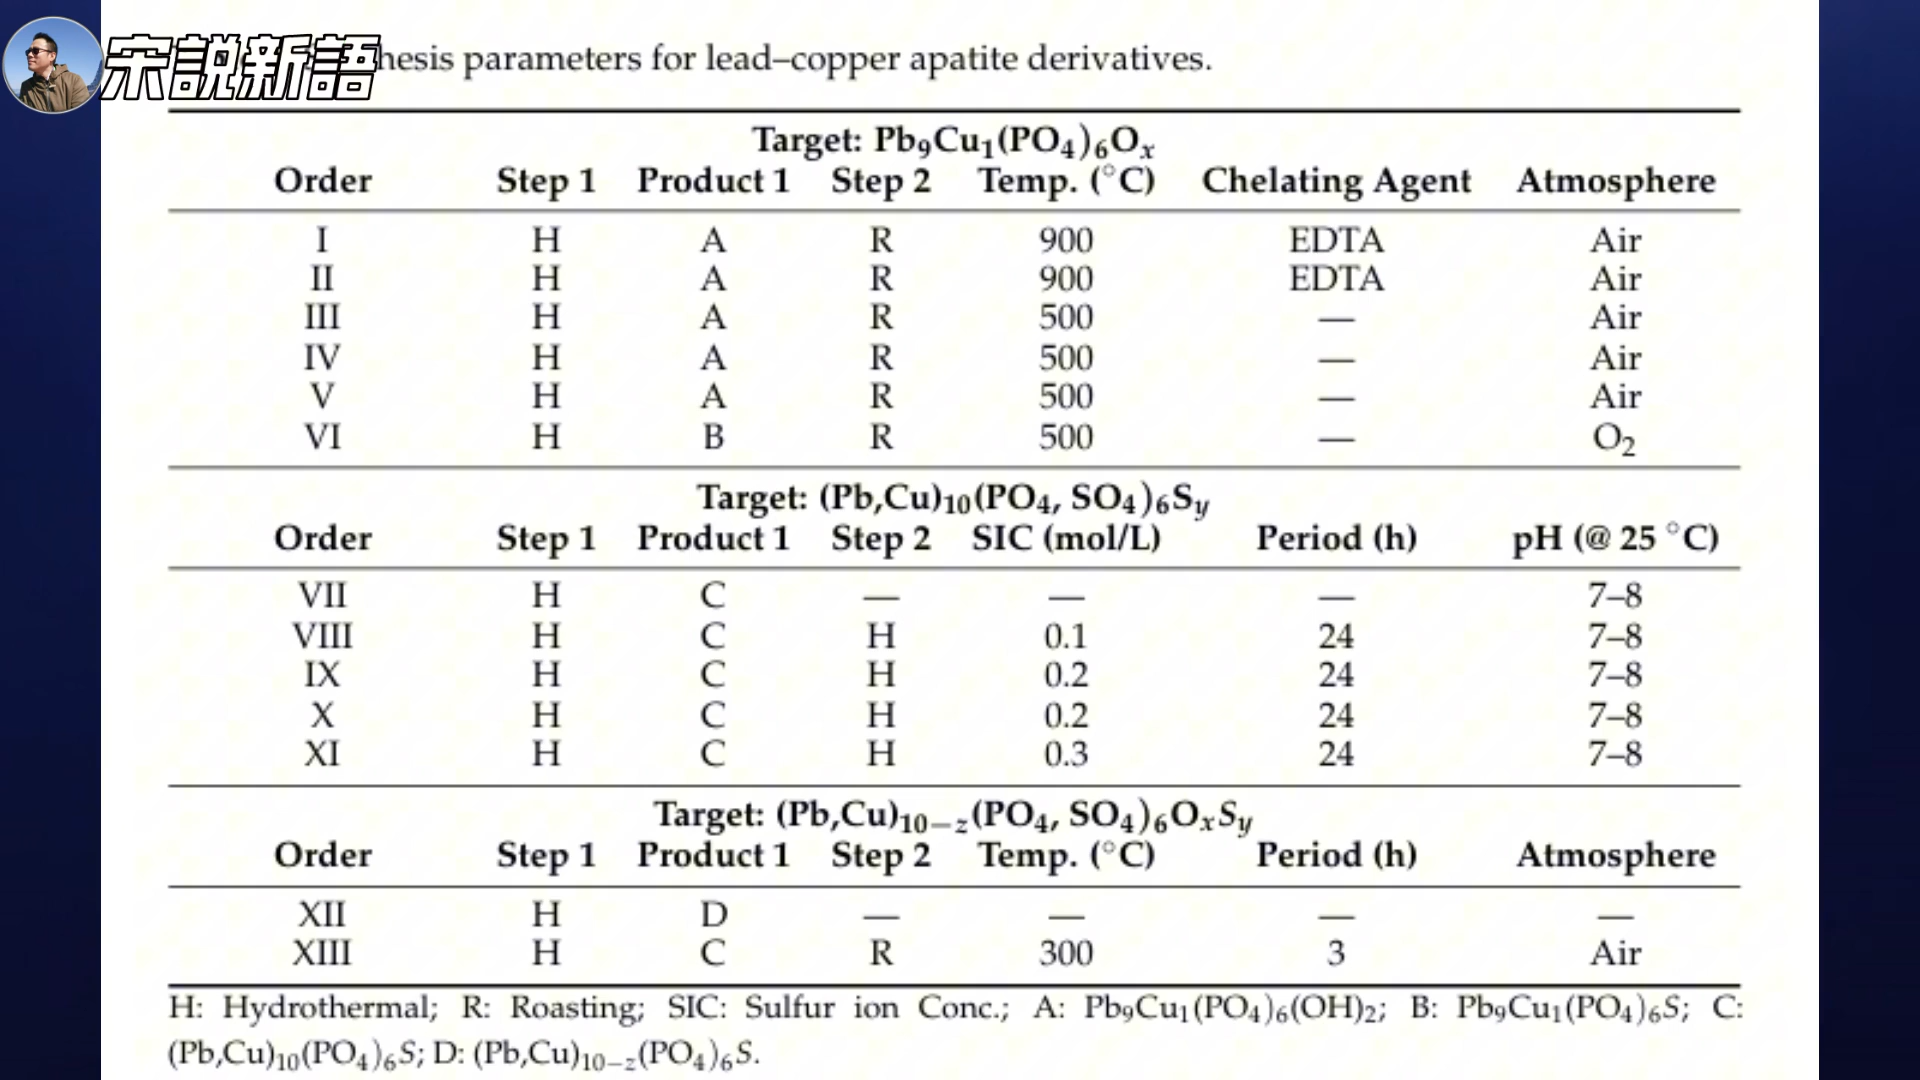 宋説新語
hesis parameters for lead–copper apatite derivatives.
Target: Pb₉Cu₁(PO₄)₆Oₓ
Order Step 1 Product 1 Step 2 Temp. (°C) Chelating Agent Atmosphere
I H A R 900 EDTA Air
II H A R 900 EDTA Air
III H A R 500 — Air
IV H A R 500 — Air
V H A R 500 — Air
VI H B R 500 — O₂
Target: (Pb,Cu)₁₀(PO₄, SO₄)₆Sy
Order Step 1 Product 1 Step 2 SIC (mol/L) Period (h) pH (@ 25 °C)
VII H C — — — 7–8
VIII H C H 0.1 24 7–8
IX H C H 0.2 24 7–8
X H C H 0.2 24 7–8
XI H C H 0.3 24 7–8
Target: (Pb,Cu)₁₀₋z(PO₄, SO₄)₆OₓSy
Order Step 1 Product 1 Step 2 Temp. (°C) Period (h) Atmosphere
XII H D — — — —
XIII H C R 300 3 Air
H: Hydrothermal; R: Roasting; SIC: Sulfur ion Conc.; A: Pb₉Cu₁(PO₄)₆(OH)₂; B: Pb₉Cu₁(PO₄)₆S; C:
(Pb,Cu)₁₀(PO₄)₆S; D: (Pb,Cu)₁₀₋z(PO₄)₆S.